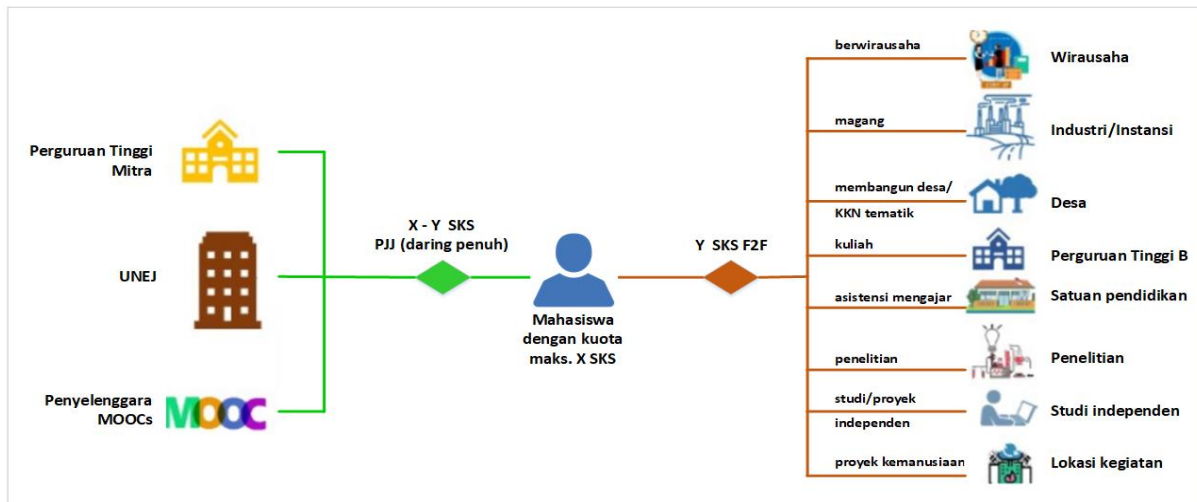 Perguruan Tinggi
Mitra
UNEJ
Penyelenggara
MOOCs
MOOC
X - Y SKS
PJJ (daring penuh)
Mahasiswa
dengan kuota
maks. X SKS
Y SKS F2F
berwirausaha
Wirausaha
magang
Industri/Instansi
membangun desa/
KKN tematik
Desa
kuliah
Perguruan Tinggi B
asistensi mengajar
Satuan pendidikan
penelitian
Penelitian
studi/proyek
independen
Studi independen
proyek kemanusiaan
Lokasi kegiatan